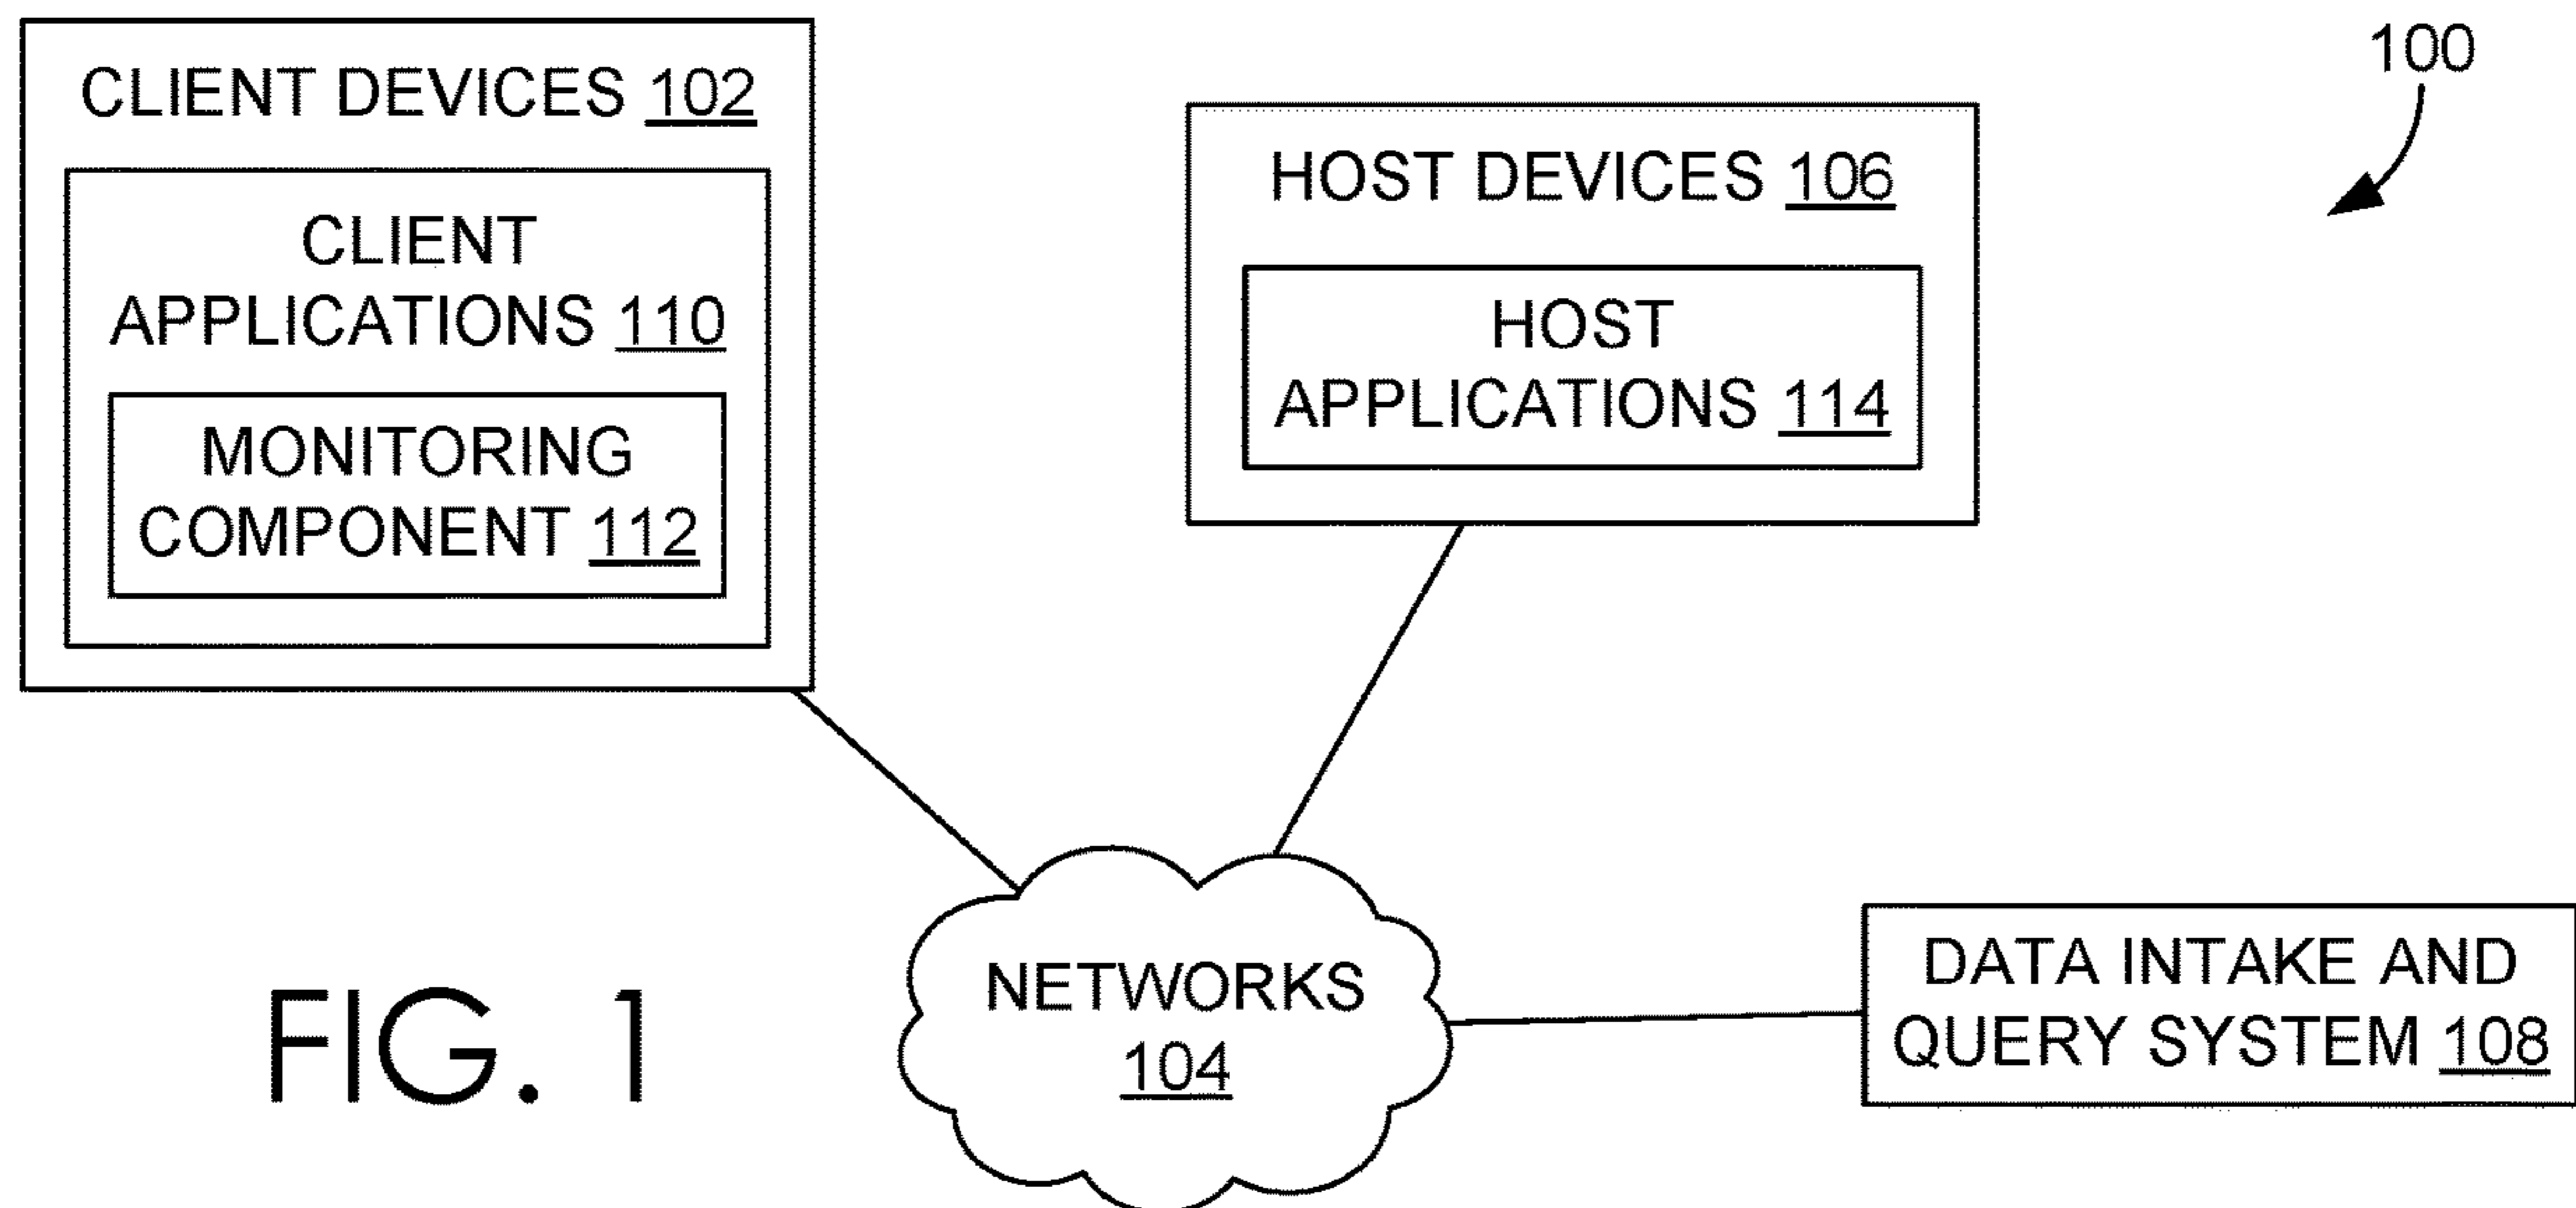 CLIENT DEVICES 102
CLIENT
APPLICATIONS 110
MONITORING
COMPONENT 112
HOST DEVICES 106
HOST
APPLICATIONS 114
100
NETWORKS
104
DATA INTAKE AND
QUERY SYSTEM 108
FIG. 1